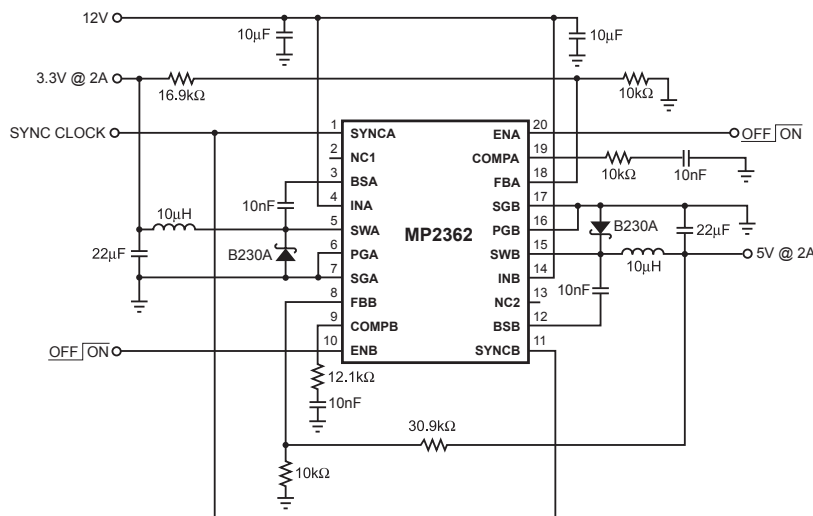 12V
10µF
10µF
3.3V @ 2A
16.9kΩ
10kΩ
SYNC CLOCK
1 SYNCA
ENA 20
OFF ON
2 NC1
COMPA 19
10kΩ
10nF
3 BSA
FBA 18
10nF
4 INA
SGB 17
10µH
5 SWA
MP2362
PGB 16
B230A
22µF
22µF
B230A
6 PGA
SWB 15
10µH
5V @ 2A
7 SGA
INB 14
10nF
8 FBB
NC2 13
9 COMPB
BSB 12
OFF ON
10 ENB
SYNCB 11
12.1kΩ
10nF
30.9kΩ
10kΩ